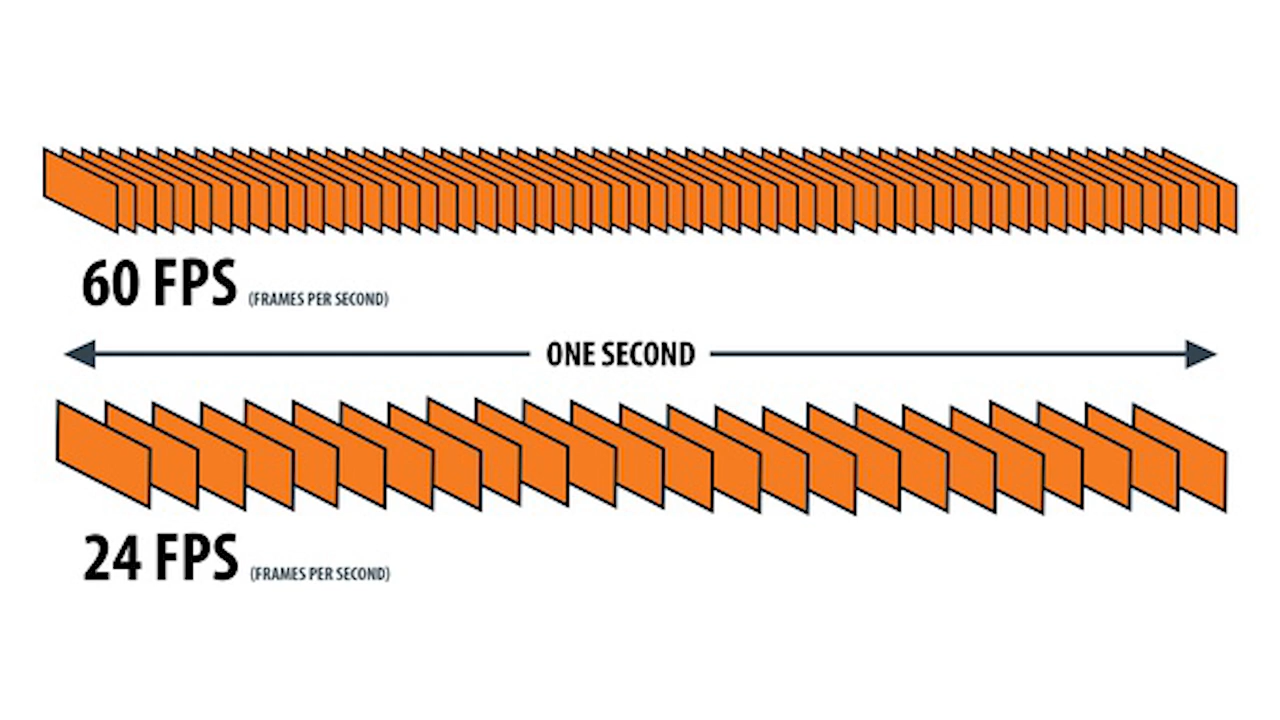 60 FPS (FRAMES PER SECOND)
ONE SECOND
24 FPS (FRAMES PER SECOND)